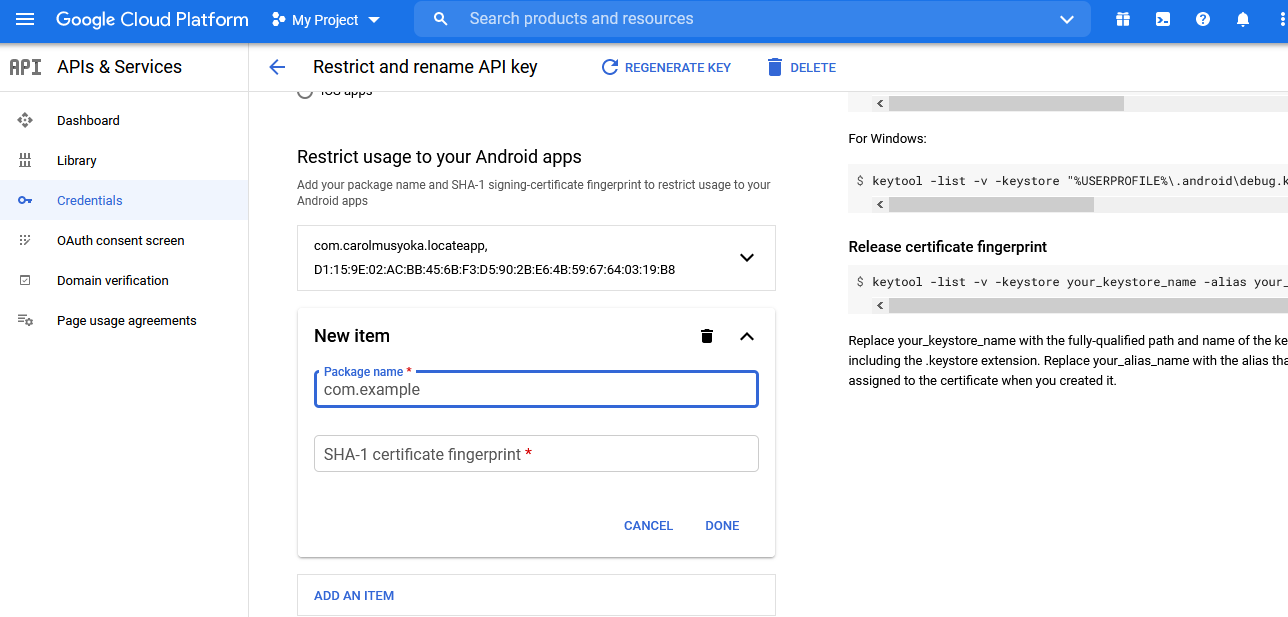 Google Cloud Platform
My Project
Search products and resources
API APIs & Services
Restrict and rename API key
REGENERATE KEY
DELETE
Dashboard
Library
Credentials
OAuth consent screen
Domain verification
Page usage agreements
iOS apps
Restrict usage to your Android apps
Add your package name and SHA-1 signing-certificate fingerprint to restrict usage to your
Android apps
com.carolmusyoka.locateapp,
D1:15:9E:02:AC:BB:45:6B:F3:D5:90:2B:E6:4B:59:67:64:03:19:B8
New item
Package name *
com.example
SHA-1 certificate fingerprint *
CANCEL
DONE
ADD AN ITEM
For Windows:
$ keytool -list -v -keystore "%USERPROFILE%\.android\debug.k
Release certificate fingerprint
$ keytool -list -v -keystore your_keystore_name -alias your_
Replace your_keystore_name with the fully-qualified path and name of the ke
including the .keystore extension. Replace your_alias_name with the alias tha
assigned to the certificate when you created it.